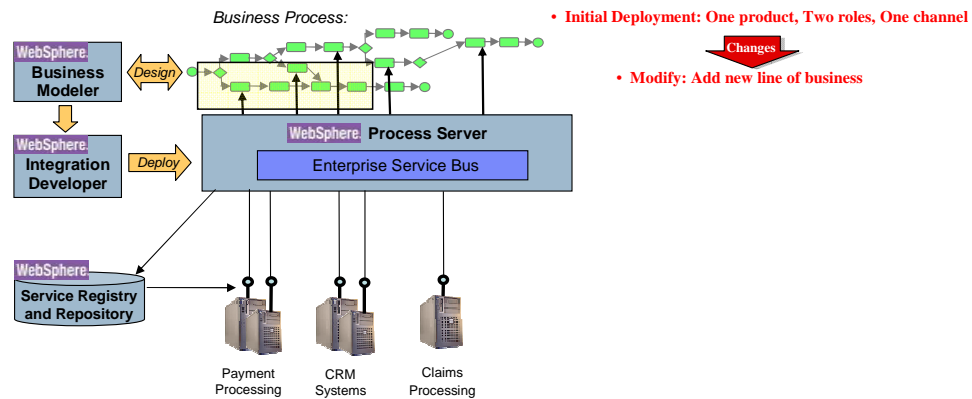 Business Process:
• Initial Deployment: One product, Two roles, One channel
Changes
• Modify: Add new line of business
WebSphere.
Business
Modeler
Design
WebSphere.
Integration
Developer
Deploy
WebSphere. Process Server
Enterprise Service Bus
WebSphere.
Service Registry
and Repository
Payment
Processing
CRM
Systems
Claims
Processing